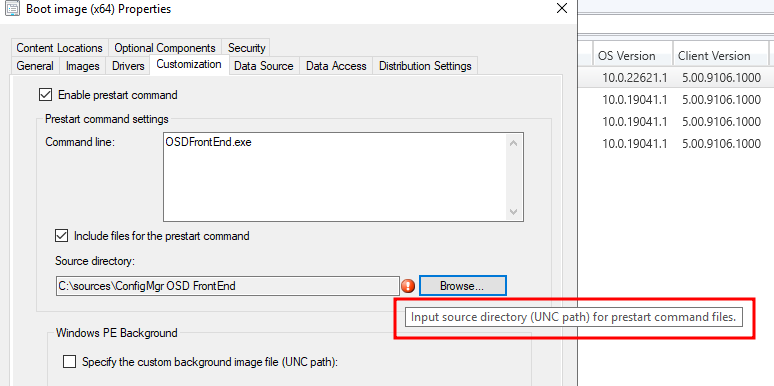 Boot image (x64) Properties
Content Locations Optional Components Security
General Images Drivers Customization Data Source Data Access Distribution Settings
Enable prestart command
Prestart command settings
Command line:
OSDFrontEnd.exe
Include files for the prestart command
Source directory:
C:\sources\ConfigMgr OSD FrontEnd
Browse...
Input source directory (UNC path) for prestart command files.
Windows PE Background
Specify the custom background image file (UNC path):
OS Version Client Version
10.0.22621.1 5.00.9106.1000
10.0.19041.1 5.00.9106.1000
10.0.19041.1 5.00.9106.1000
10.0.19041.1 5.00.9106.1000